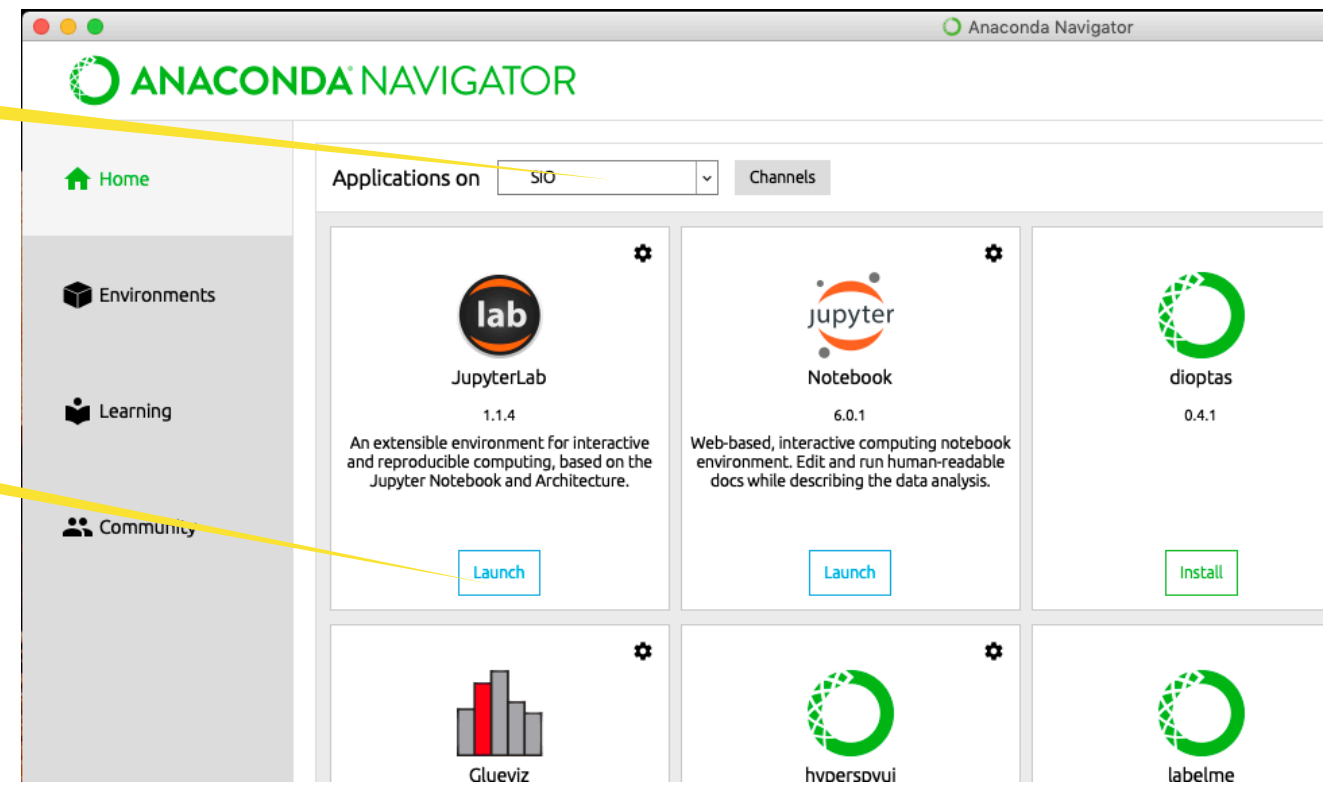 Anaconda Navigator
ANACONDA NAVIGATOR
Home
Applications on SIO Channels
Environments
Learning
Community
lab
JupyterLab
1.1.4
An extensible environment for interactive
and reproducible computing, based on the
Jupyter Notebook and Architecture.
Launch
jupyter
Notebook
6.0.1
Web-based, interactive computing notebook
environment. Edit and run human-readable
docs while describing the data analysis.
Launch
dioptas
0.4.1
Install
Glueviz
hyperspyui
labelme